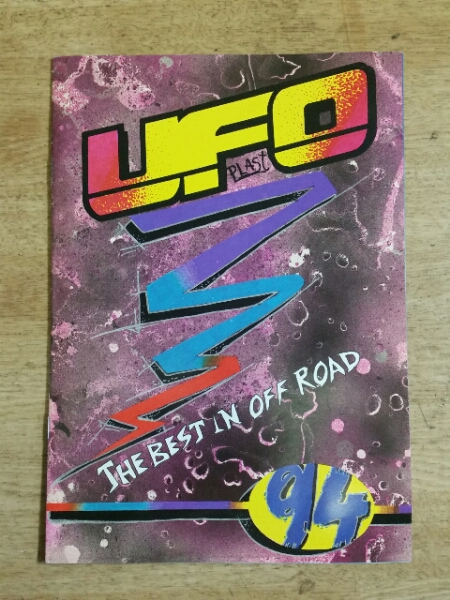 UFO
PLAST
THE BEST IN OFF ROAD
94